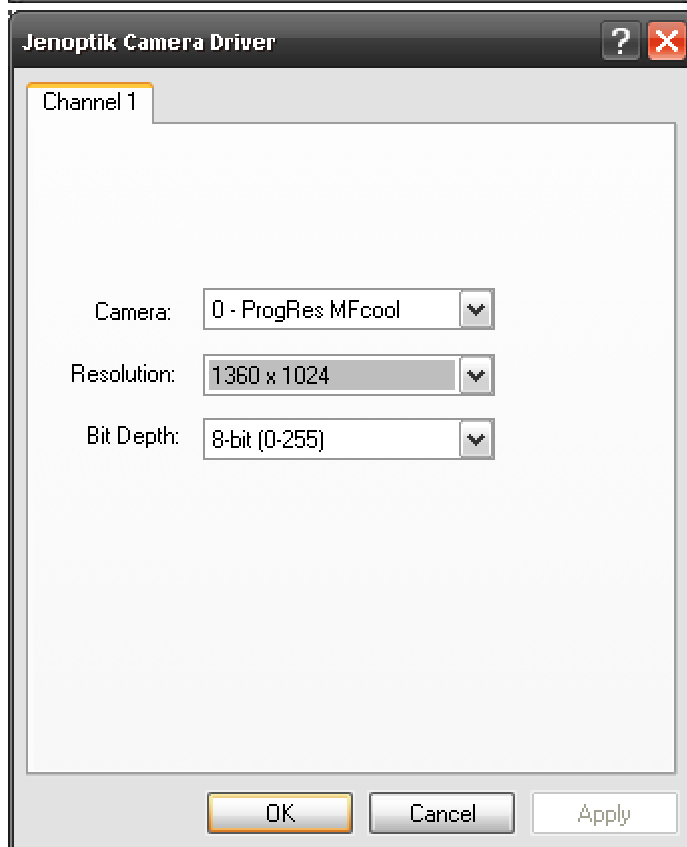 Jenoptik Camera Driver ?
Channel 1
Camera: 0 - ProgRes MFcool
Resolution: 1360 x 1024
Bit Depth: 8-bit (0-255)
OK Cancel Apply